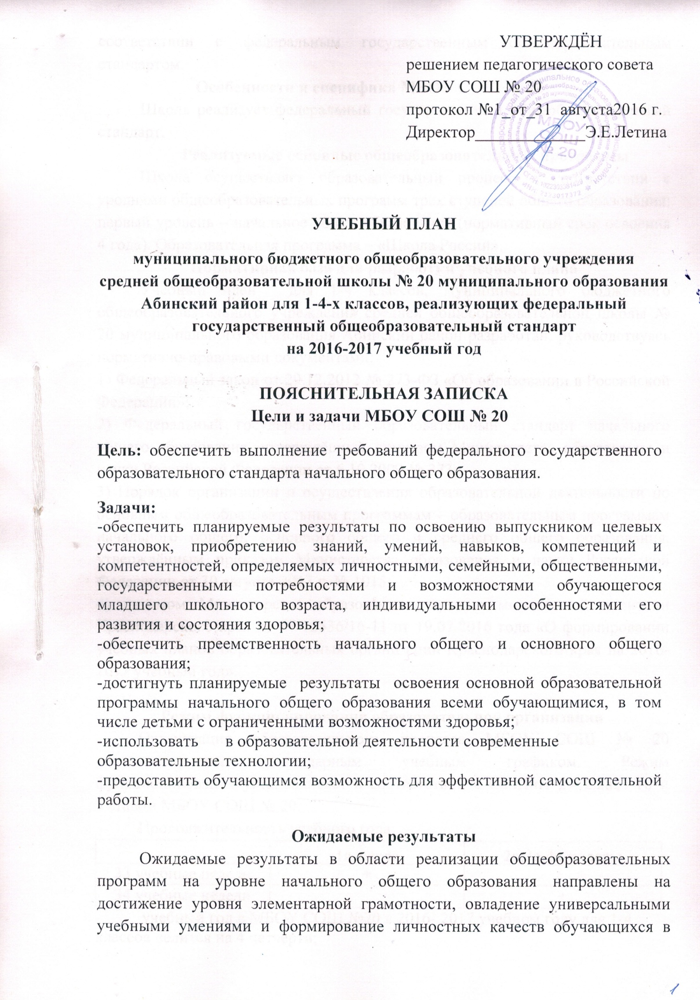 УТВЕРЖДЁН
решением педагогического совета
МБОУ СОШ № 20
протокол №1_от_31_августа2016 г.
Директор______________Э.Е.Летина
МБОУ
СОШ
№ 20
УЧЕБНЫЙ ПЛАН
муниципального бюджетного общеобразовательного учреждения
средней общеобразовательной школы № 20 муниципального образования
Абинский район для 1-4-х классов, реализующих федеральный
государственный общеобразовательный стандарт
на 2016-2017 учебный год
ПОЯСНИТЕЛЬНАЯ ЗАПИСКА
Цели и задачи МБОУ СОШ № 20
Цель: обеспечить выполнение требований федерального государственного
образовательного стандарта начального общего образования.
Задачи:
-обеспечить планируемые результаты по освоению выпускником целевых
установок, приобретению знаний, умений, навыков, компетенций и
компетентностей, определяемых личностными, семейными, общественными,
государственными потребностями и возможностями обучающегося
младшего школьного возраста, индивидуальными особенностями его
развития и состояния здоровья;
-обеспечить преемственность начального общего и основного общего
образования;
-достигнуть планируемые результаты освоения основной образовательной
программы начального общего образования всеми обучающимися, в том
числе детьми с ограниченными возможностями здоровья;
-использовать в образовательной деятельности современные
образовательные технологии;
-предоставить обучающимся возможность для эффективной самостоятельной
работы.
Ожидаемые результаты
Ожидаемые результаты в области реализации общеобразовательных
программ на уровне начального общего образования направлены на
достижение уровня элементарной грамотности, овладение универсальными
учебными умениями и формирование личностных качеств обучающихся в
1